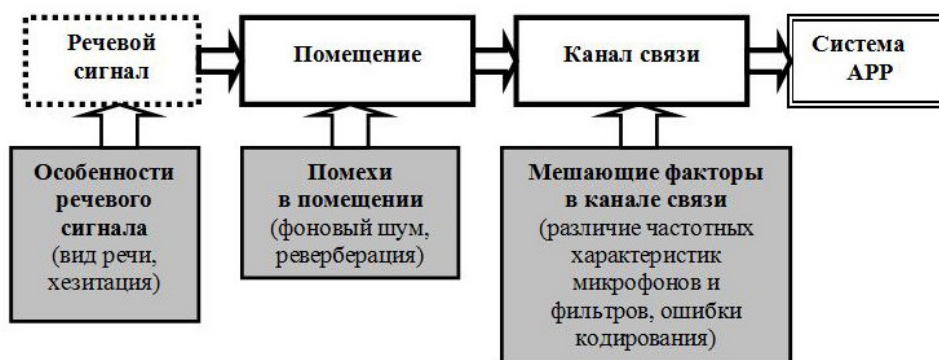 Речевой
сигнал
Помещение
Канал связи
Система
АРР
Особенности
речевого
сигнала
(вид речи,
хезитация)
Помехи
в помещении
(фоновый шум,
реверберация)
Мешающие факторы
в канале связи
(различие частотных
характеристик
микрофонов и
фильтров, ошибки
кодирования)